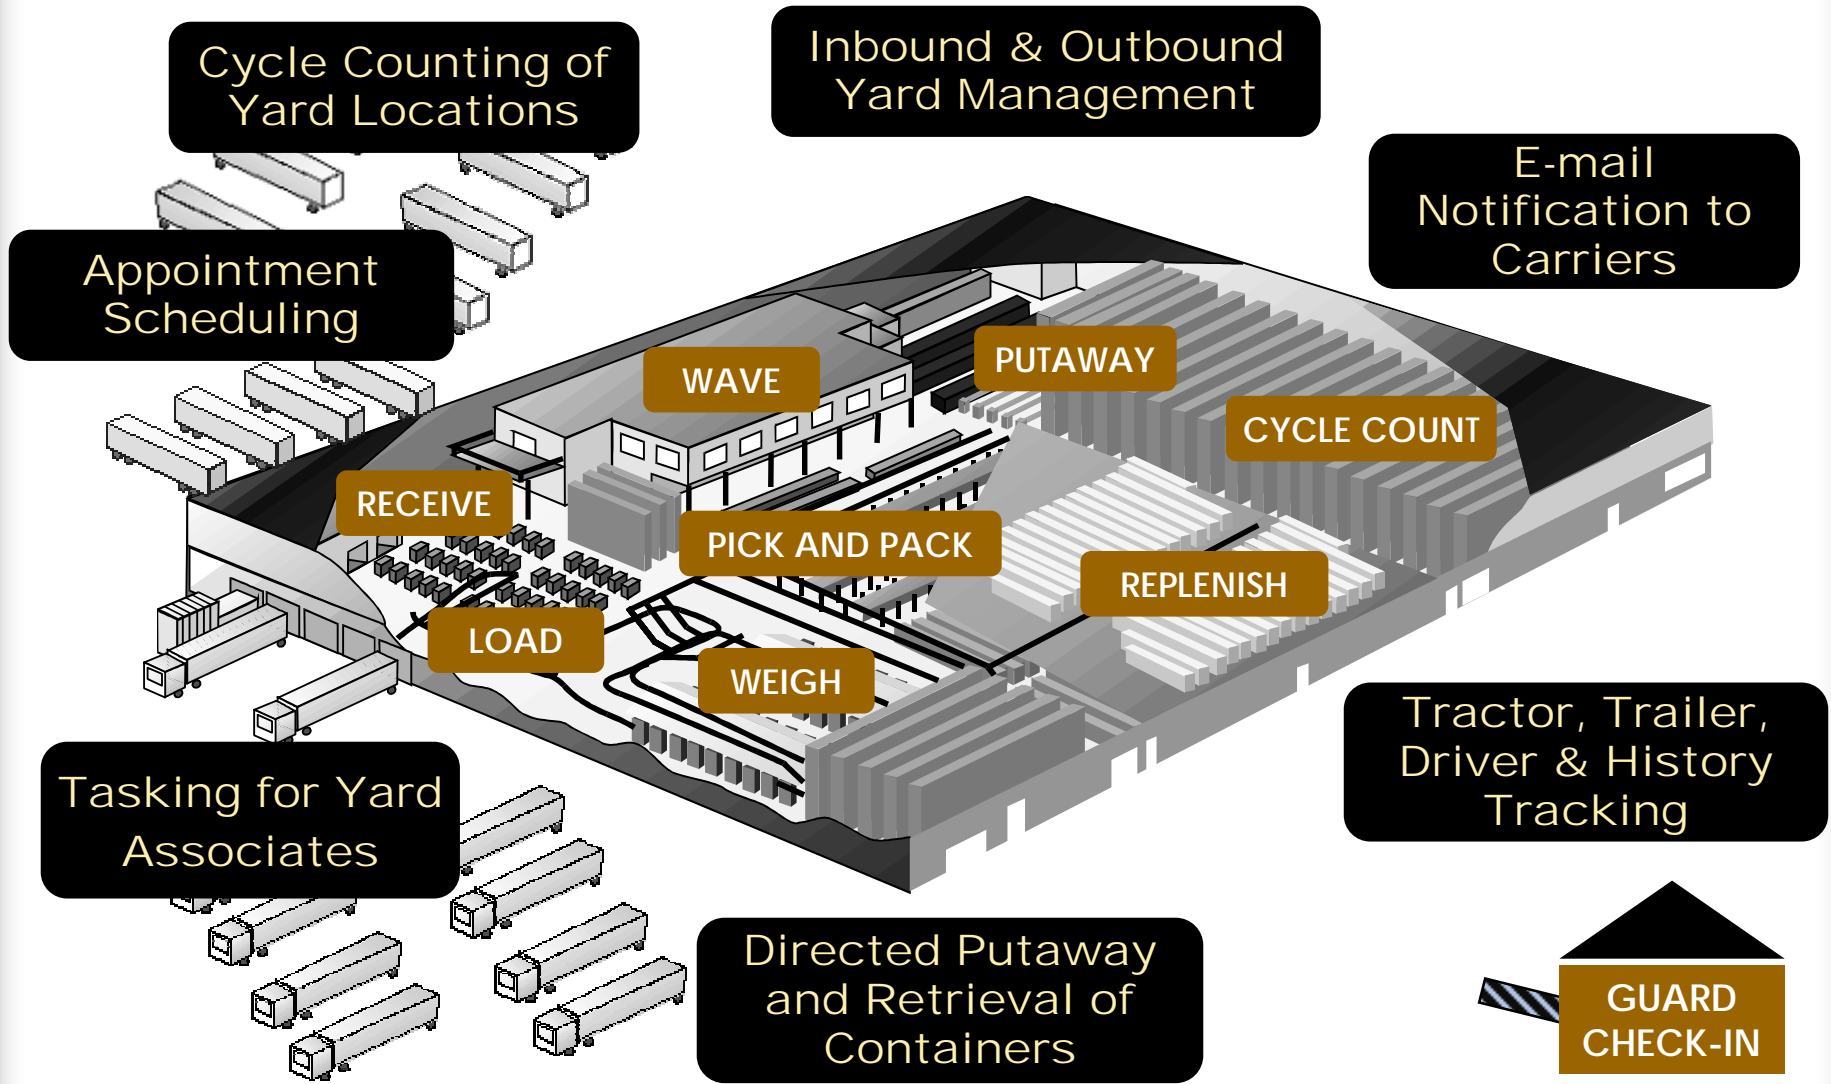 Cycle Counting of
Yard Locations
Inbound & Outbound
Yard Management
E-mail
Notification to
Carriers
Appointment
Scheduling
WAVE
PUTAWAY
CYCLE COUNT
RECEIVE
PICK AND PACK
REPLENISH
LOAD
WEIGH
Tractor, Trailer,
Driver & History
Tracking
Tasking for Yard
Associates
Directed Putaway
and Retrieval of
Containers
GUARD
CHECK-IN